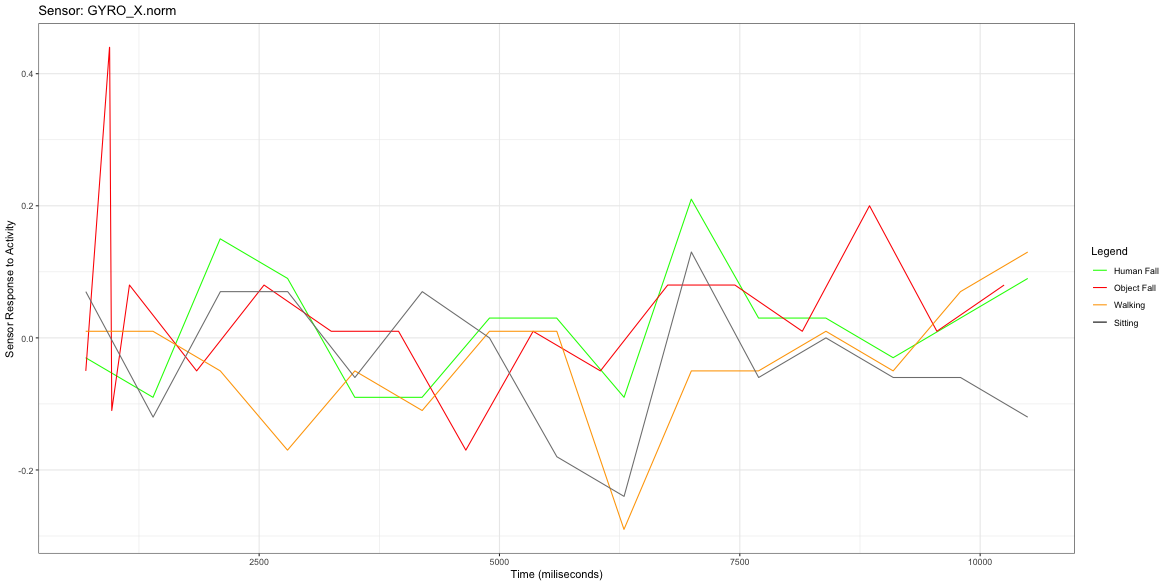 Sensor: GYRO_X.norm
Sensor Response to Activity
0.4
0.2
0.0
-0.2
2500 5000 7500 10000
Time (miliseconds)
Legend
Human Fall
Object Fall
Walking
Sitting